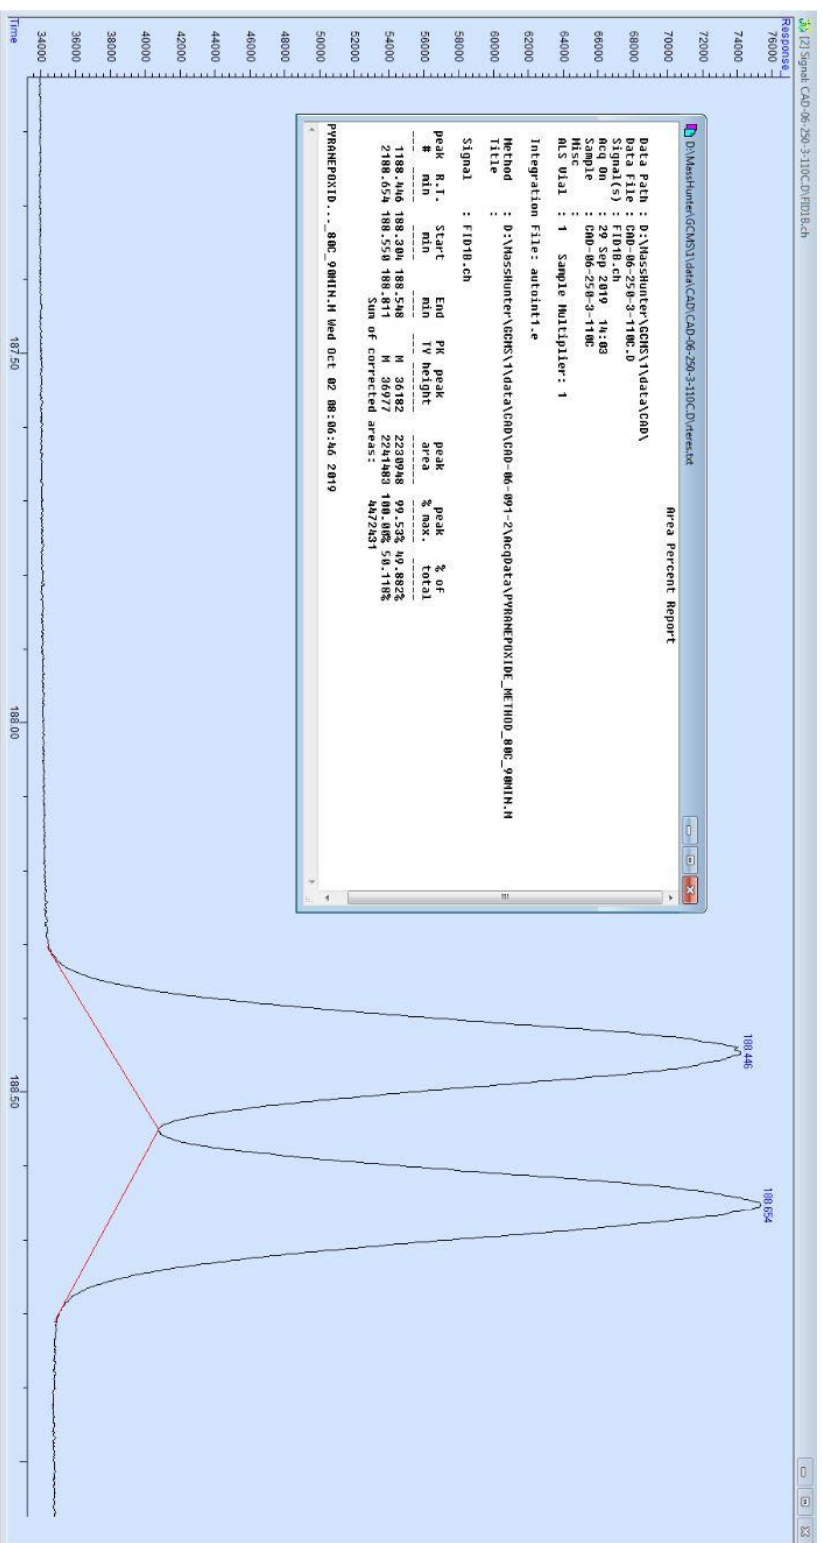 [2] Signal: CAD-06-250-3-110C.D\FID1B.ch
Response_
76000
74000
72000
70000
68000
66000
64000
62000
60000
58000
56000
54000
52000
50000
48000
46000
44000
42000
40000
38000
36000
34000
Time
187.50
188.00
188.50
188.446
188.654
D:\MassHunter\GCMS\1\data\CAD\CAD-06-250-3-110C.D\rteres.txt
Area Percent Report
Data Path : D:\MassHunter\GCMS\1\data\CAD\
Data File : CAD-06-250-3-110C.D
Signal(s) : FID1B.ch
Acq On : 29 Sep 2019 14:03
Sample : CAD-06-250-3-110C
Misc :
ALS Vial : 1 Sample Multiplier: 1
Integration File: autoint1.e
Method : D:\MassHunter\GCMS\1\data\CAD\CAD-06-091-2\AcqData\PYRANEPOXIDE_METHOD_80C_90MIN.M
Title :
Signal : FID1B.ch
peak R.T. Start End PK peak peak peak % of
# min min min TY height area % max. total
--- ----- ----- ----- --- ------ ------ ------ -------
1 188.446 188.304 188.548 M 36182 2230948 99.53% 49.882%
2 188.654 188.550 188.811 M 36977 2241483 100.00% 50.118%
Sum of corrected areas: 4472431
PYRANEPOXID..._80C_90MIN.M Wed Oct 02 08:06:46 2019